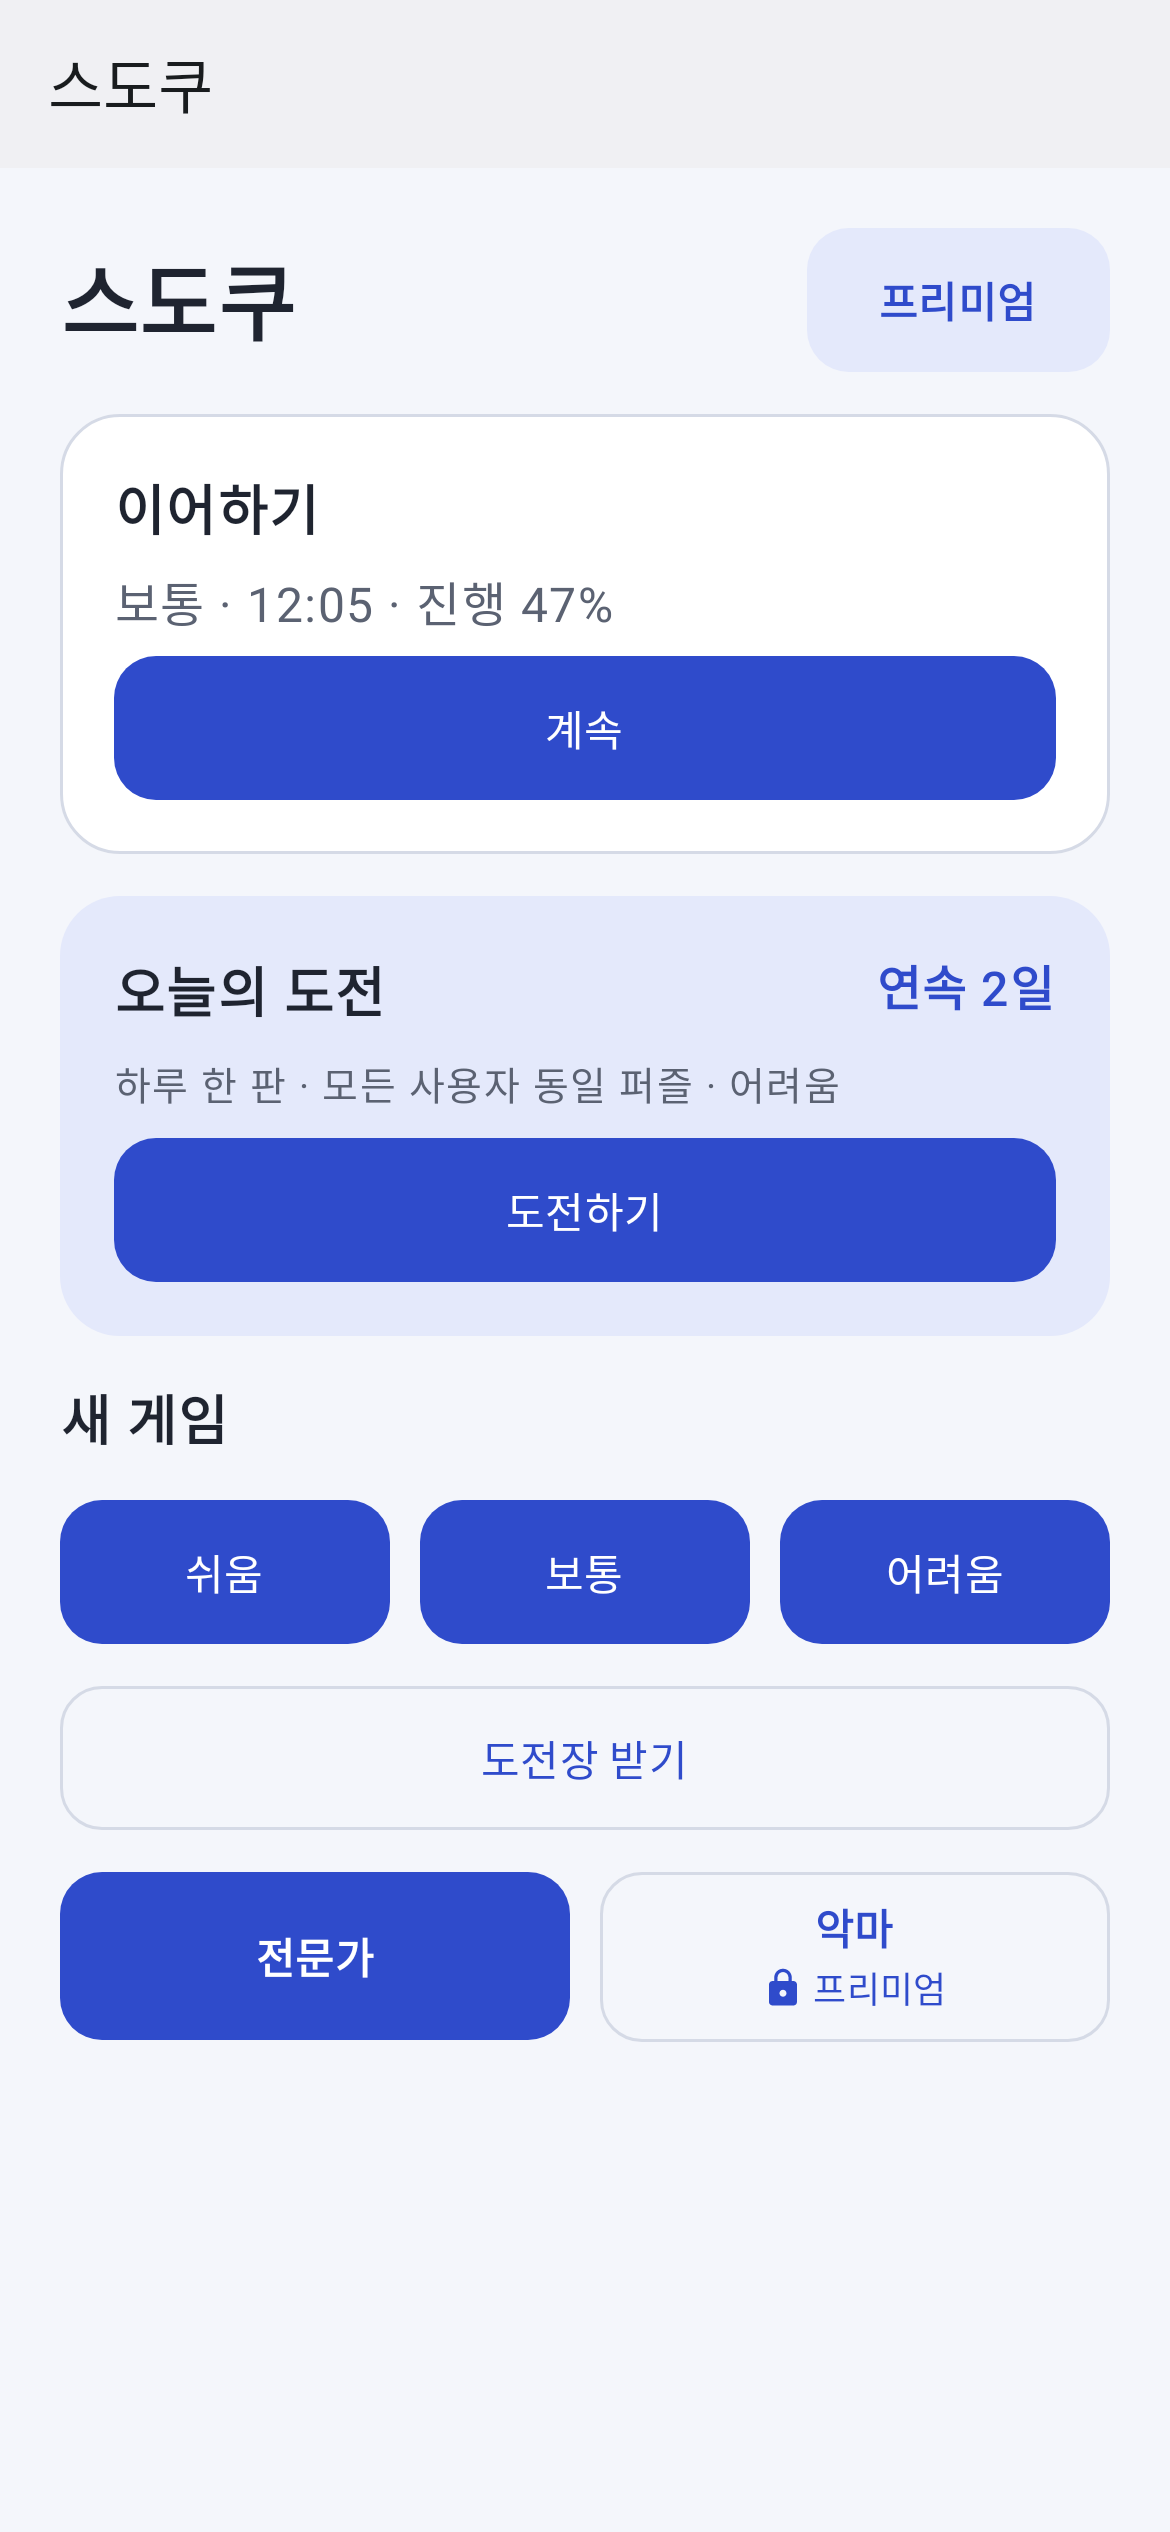 스도쿠
스도쿠
프리미엄
이어하기
보통 · 12:05 · 진행 47%
계속
오늘의 도전
연속 2일
하루 한 판 · 모든 사용자 동일 퍼즐 · 어려움
도전하기
새 게임
쉬움
보통
어려움
도전장 받기
전문가
악마
프리미엄